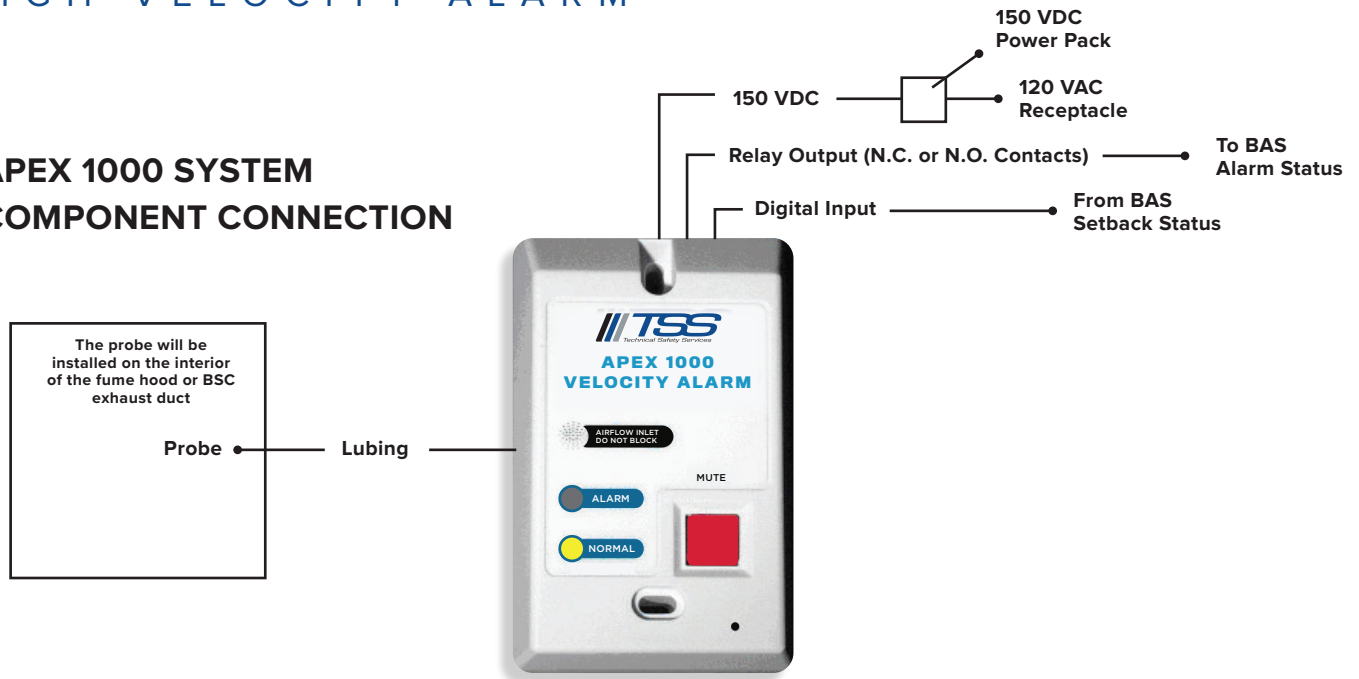 HIGH VELOCITY ALARM
150 VDC
Power Pack
150 VDC
120 VAC
Receptacle
Relay Output (N.C. or N.O. Contacts)
To BAS
Alarm Status
Digital Input
From BAS
Setback Status
APEX 1000 SYSTEM
COMPONENT CONNECTION
The probe will be
installed on the interior
of the fume hood or BSC
exhaust duct
Probe
Lubing
TSS
Technical Safety Services
APEX 1000
VELOCITY ALARM
AIRFLOW INLET
DO NOT BLOCK
MUTE
ALARM
NORMAL